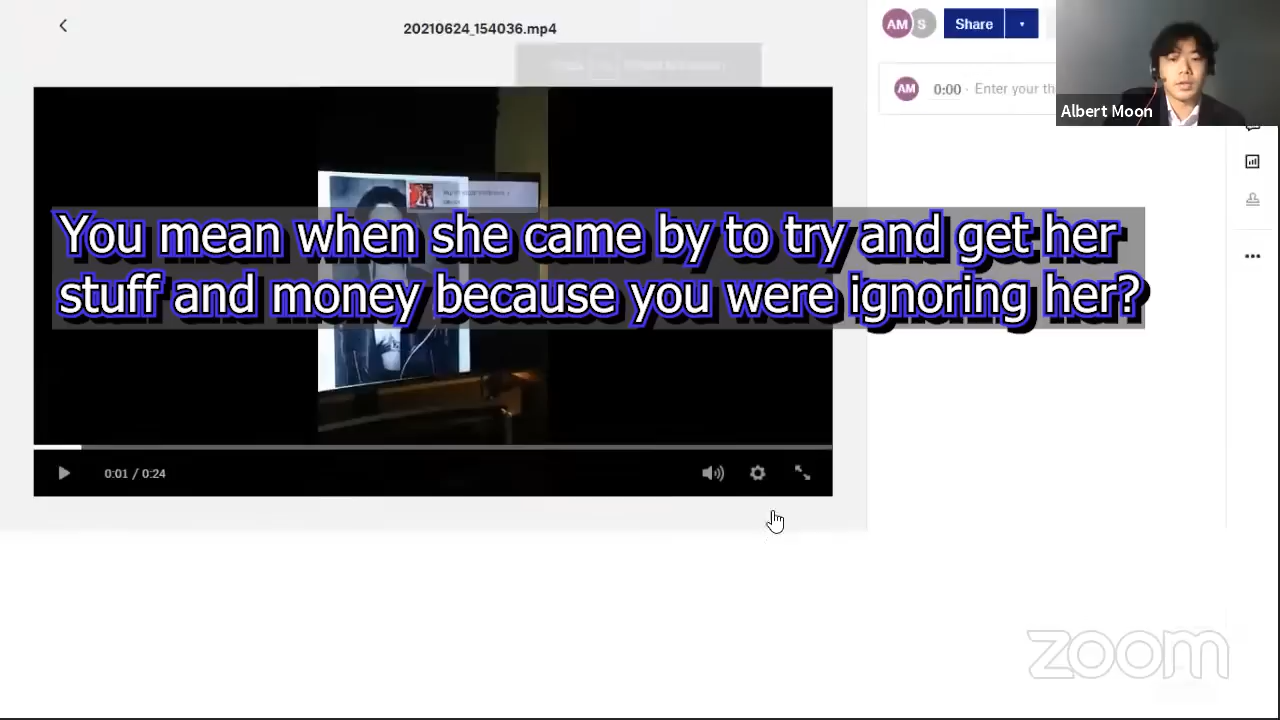 20210624_154036.mp4
AM S Share
AM 0:00 · Enter your th
Albert Moon
You mean when she came by to try and get her
stuff and money because you were ignoring her?
0:01 / 0:24
zoom